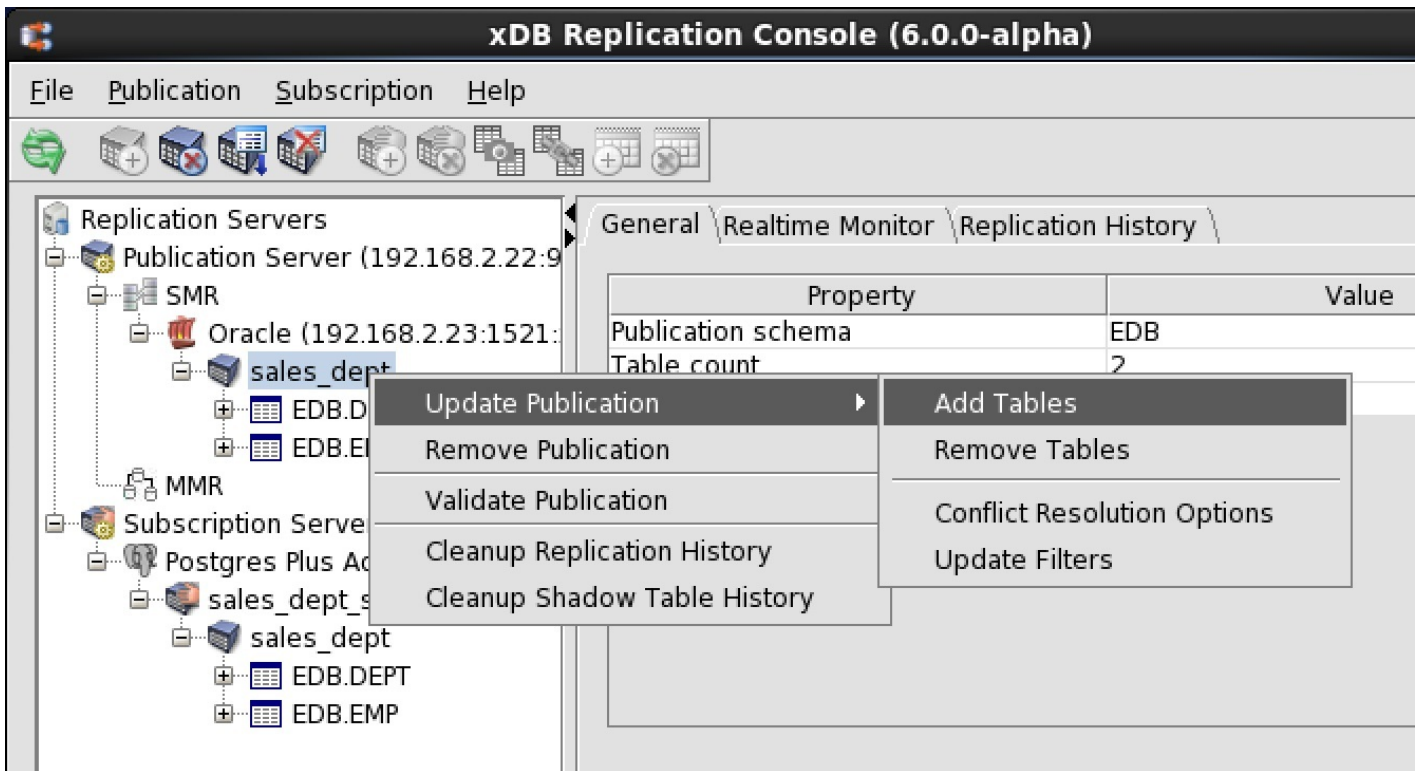 xDB Replication Console (6.0.0-alpha)
File Publication Subscription Help
Replication Servers
Publication Server (192.168.2.22:9
SMR
Oracle (192.168.2.23:1521:
sales_dept
EDB.D
EDB.E
MMR
Subscription Serve
Postgres Plus Ad
sales_dept_s
sales_dept
EDB.DEPT
EDB.EMP
General Realtime Monitor Replication History
Property Value
Publication schema EDB
Table count 2
Update Publication
Remove Publication
Validate Publication
Cleanup Replication History
Cleanup Shadow Table History
Add Tables
Remove Tables
Conflict Resolution Options
Update Filters